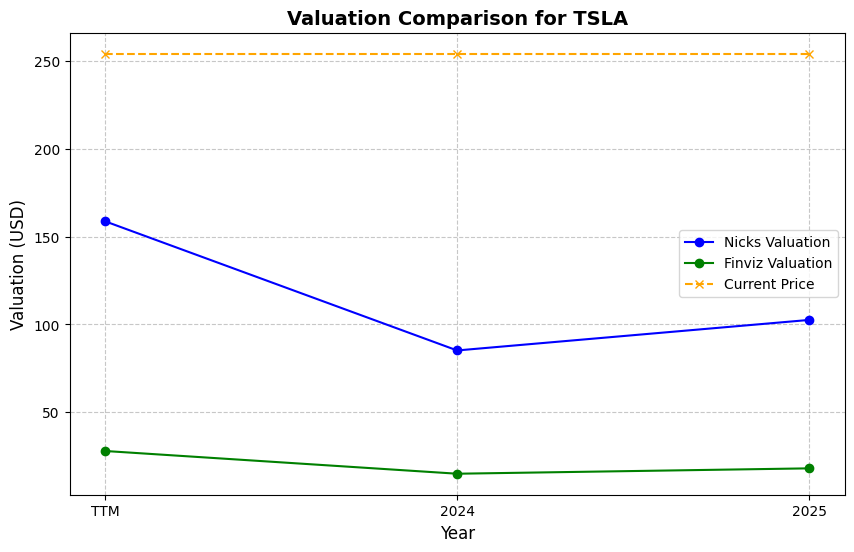 Valuation Comparison for TSLA
Valuation (USD)
250
200
150
100
50
Nicks Valuation
Finviz Valuation
Current Price
TTM
2024
2025
Year